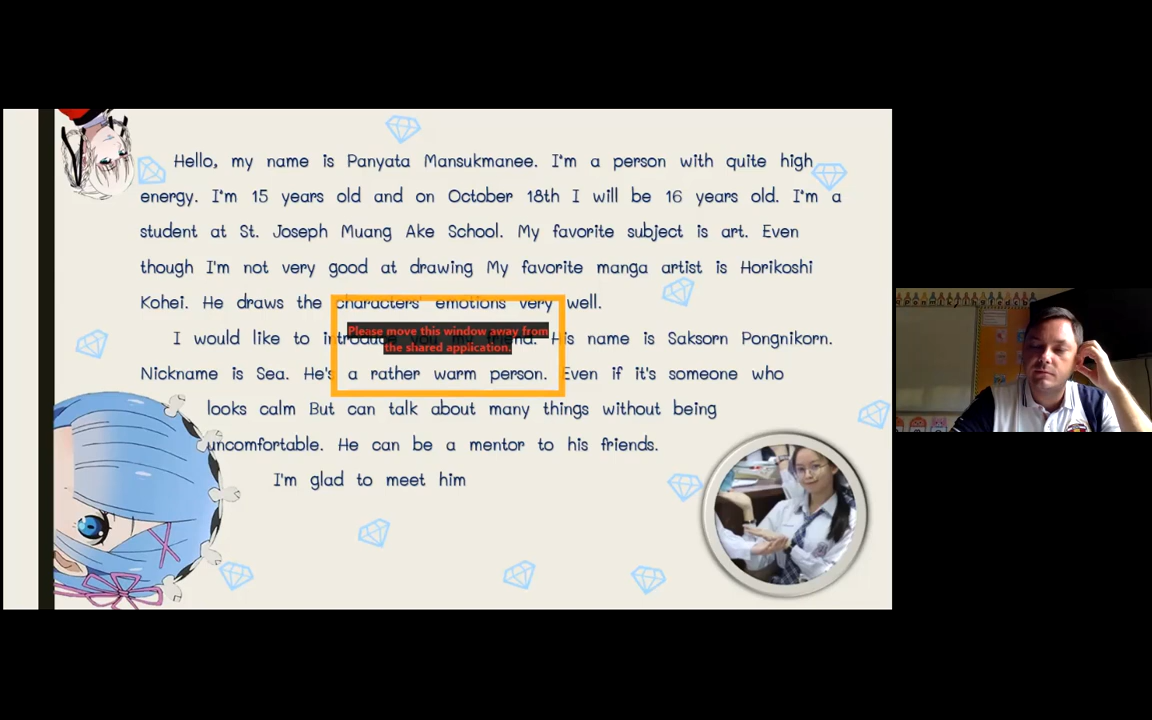 Hello, my name is Panyata Mansukmanee. I'm a person with quite high
energy. I'm 15 years old and on October 18th I will be 16 years old. I'm a
student at St. Joseph Muang Ake School. My favorite subject is art. Even
though I'm not very good at drawing My favorite manga artist is Horikoshi
Kohei. He draws the characters' emotions very well.
I would like to introduce you my friend. His name is Saksorn Pongnikorn.
Please move this window away from
the shared application.
Nickname is Sea. He's a rather warm person. Even if it's someone who
looks calm But can talk about many things without being
uncomfortable. He can be a mentor to his friends.
I'm glad to meet him